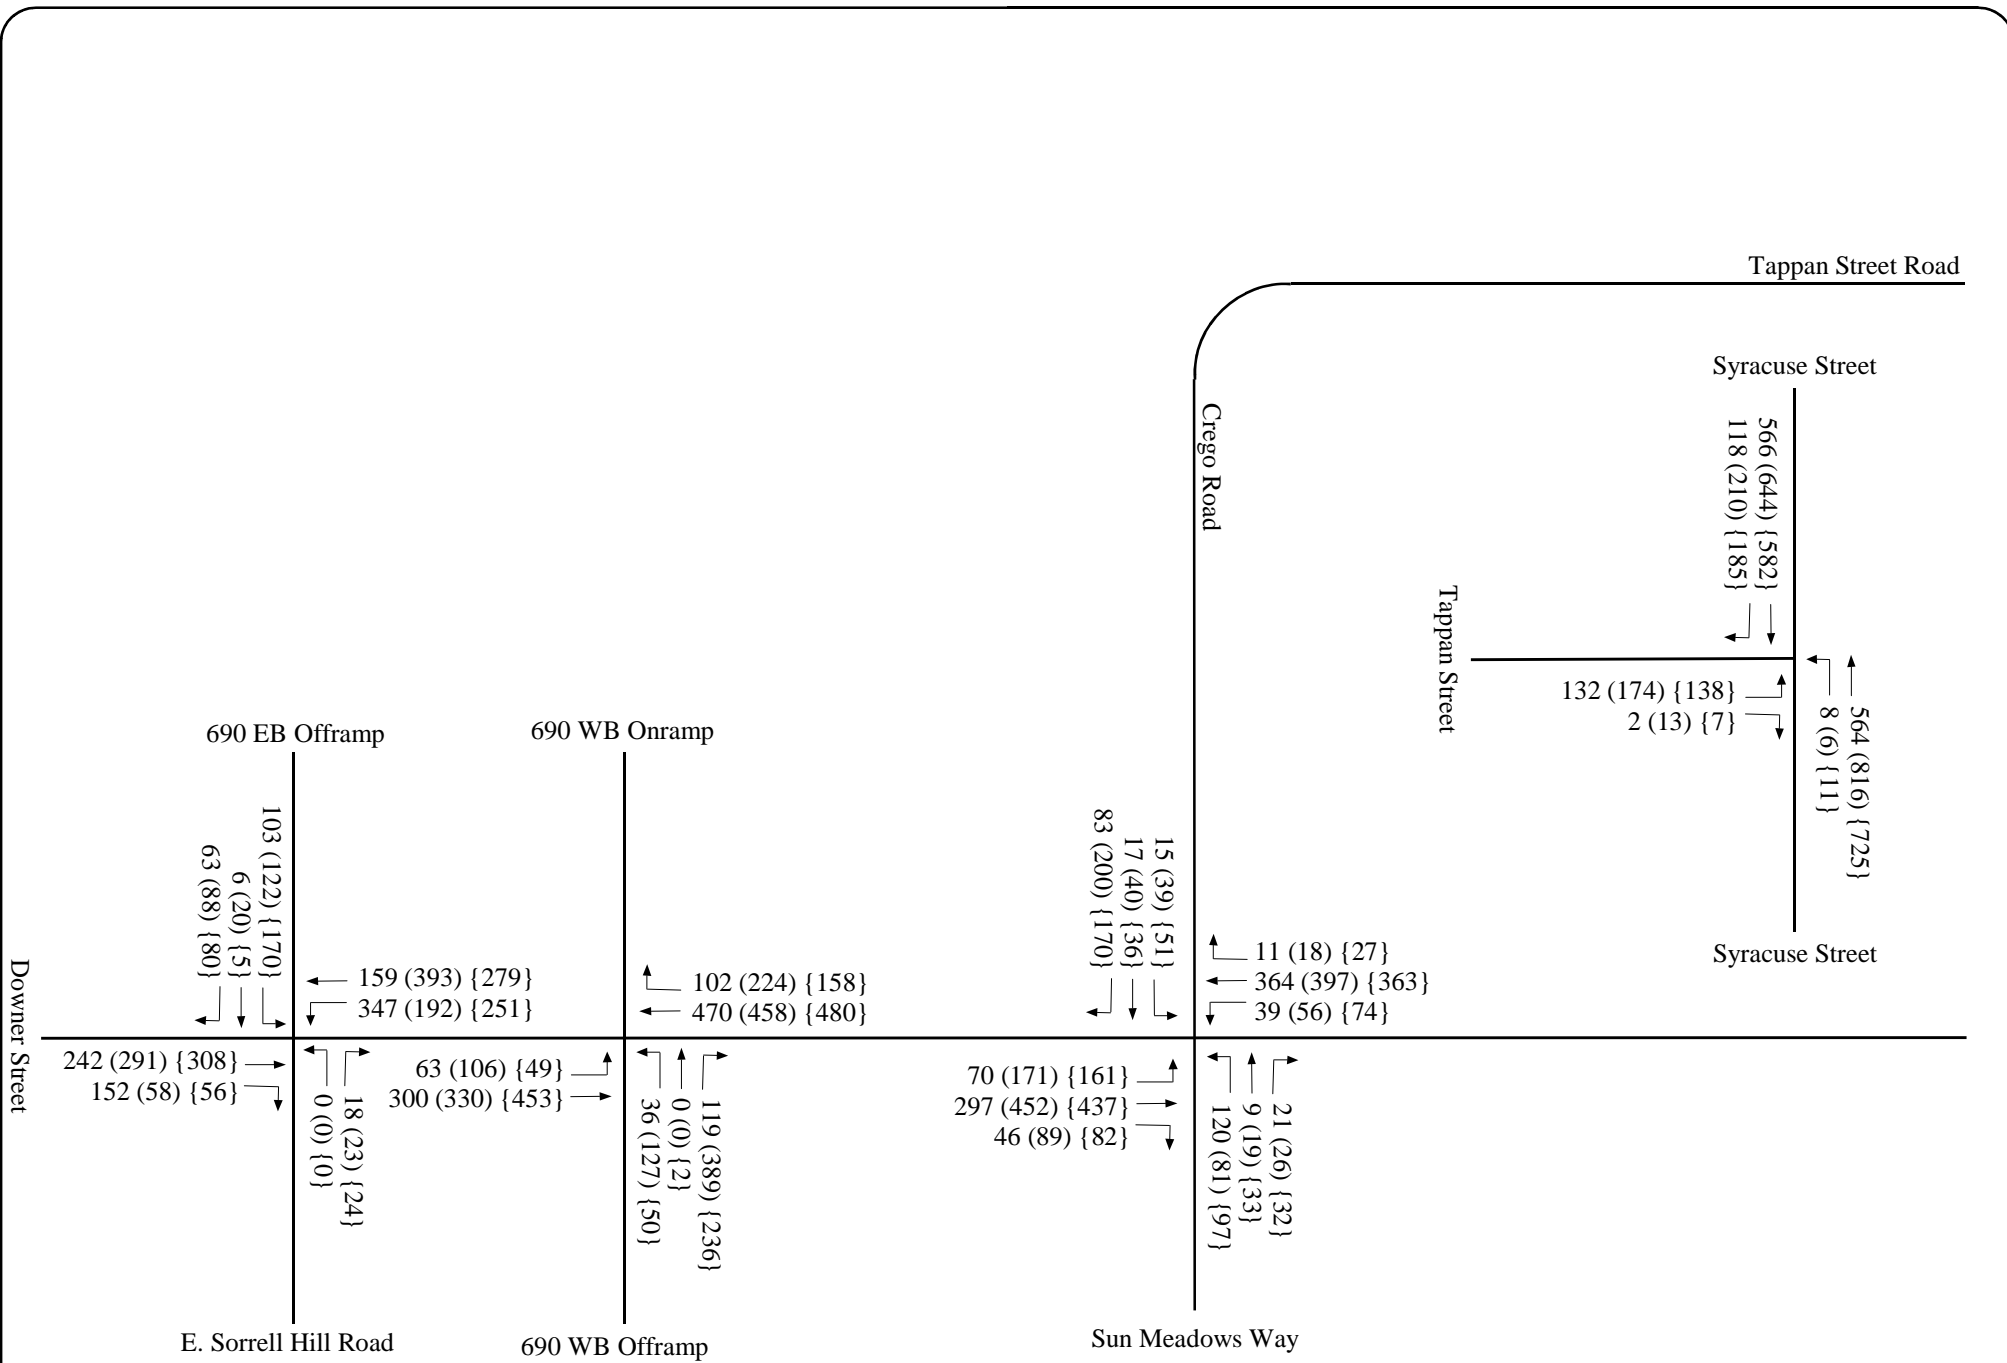 Tappan Street Road
Syracuse Street
Crego Road
566 (644) {582}
118 (210) {185}
Tappan Street
132 (174) {138}
2 (13) {7}
564 (816) {725}
8 (6) {11}
Syracuse Street
690 EB Offramp
690 WB Onramp
103 (122) {170}
6 (20) {5}
63 (88) {80}
159 (393) {279}
347 (192) {251}
102 (224) {158}
470 (458) {480}
15 (39) {51}
17 (40) {36}
83 (200) {170}
11 (18) {27}
364 (397) {363}
39 (56) {74}
Downer Street
242 (291) {308}
152 (58) {56}
18 (23) {24}
0 (0) {0}
63 (106) {49}
300 (330) {453}
119 (389) {236}
0 (0) {2}
36 (127) {50}
70 (171) {161}
297 (452) {437}
46 (89) {82}
21 (26) {32}
9 (19) {33}
120 (81) {97}
E. Sorrell Hill Road
690 WB Offramp
Sun Meadows Way